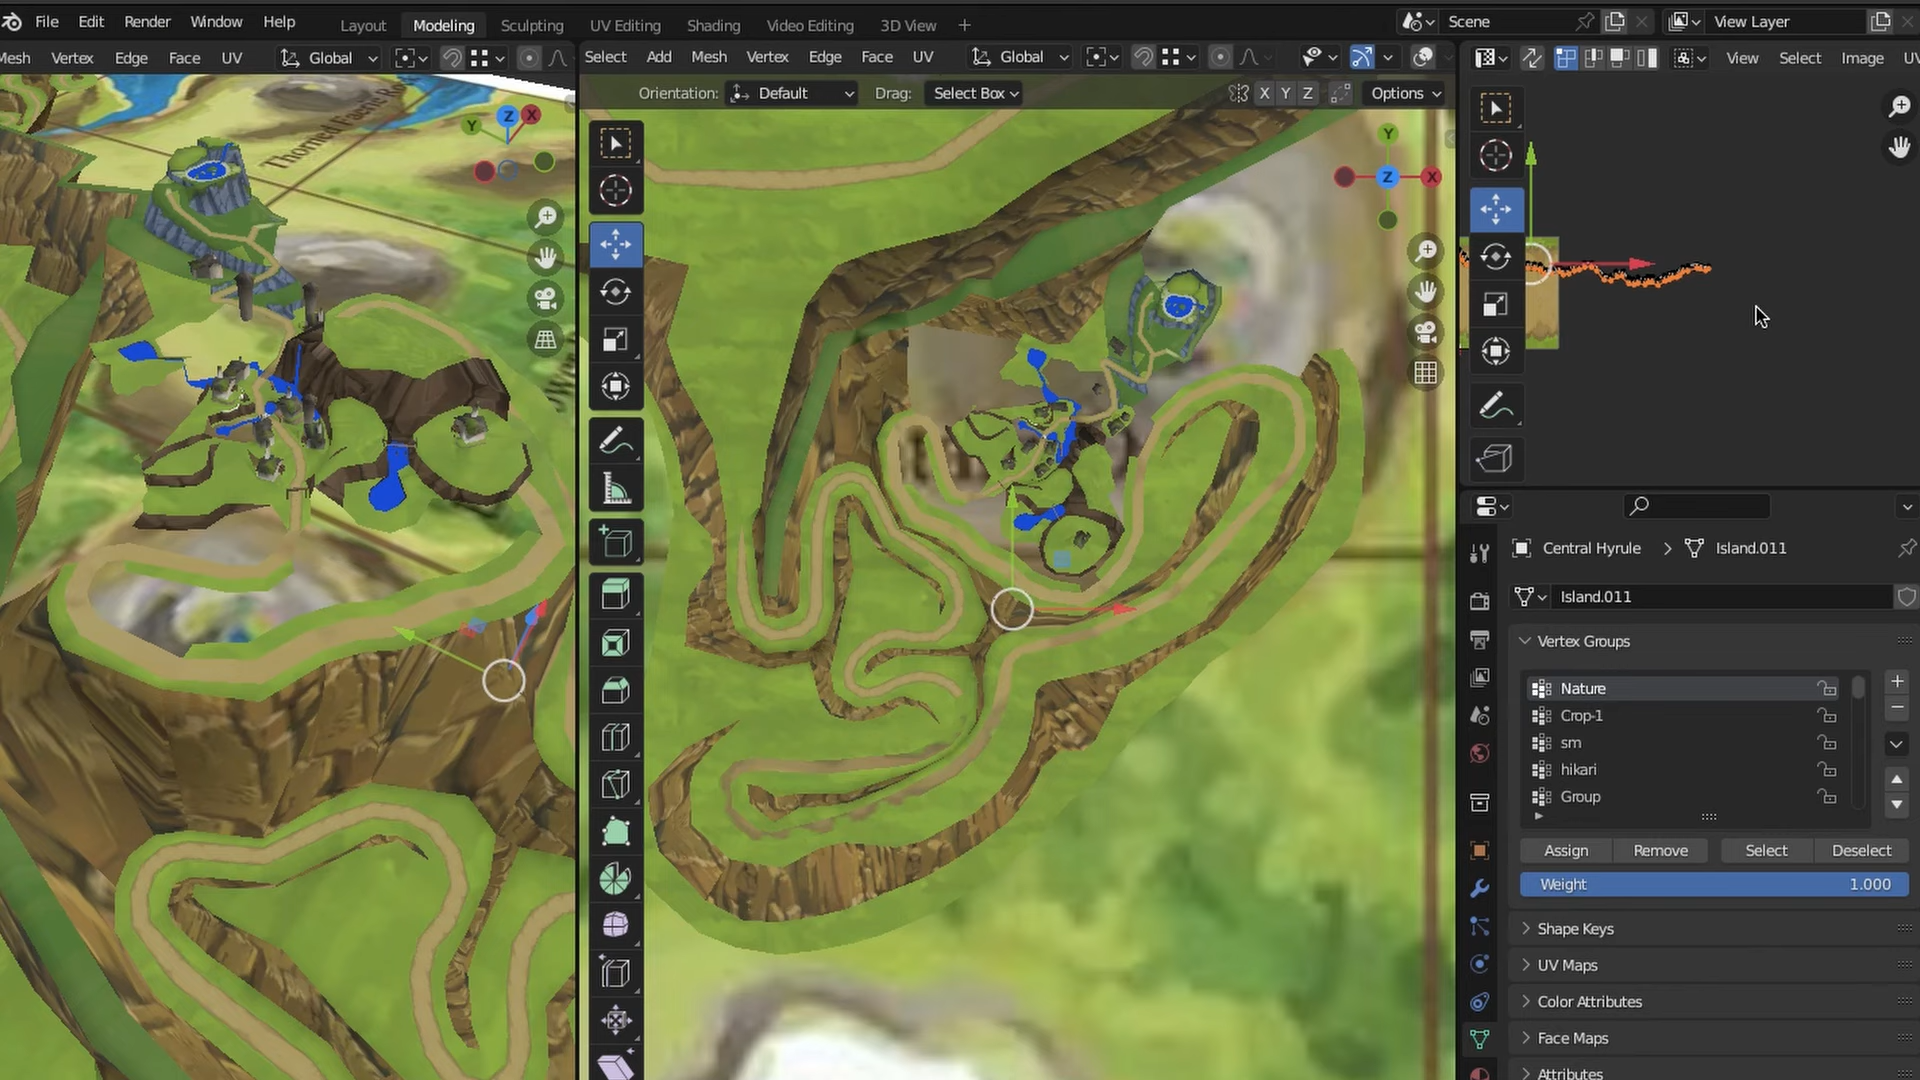 File Edit Render Window Help Layout Modeling Sculpting UV Editing Shading Video Editing 3D View + Scene View Layer
Mesh Vertex Edge Face UV Global
Select Add Mesh Vertex Edge Face UV Global
View Select Image UV
Orientation: Default Drag: Select Box X Y Z Options
Thorned Faerie
Z X Y
Y
Z X
Central Hyrule > Island.011
Island.011
Vertex Groups
Nature
Crop-1
sm
hikari
Group
Assign Remove Select Deselect
Weight 1.000
Shape Keys
UV Maps
Color Attributes
Face Maps
Attributes